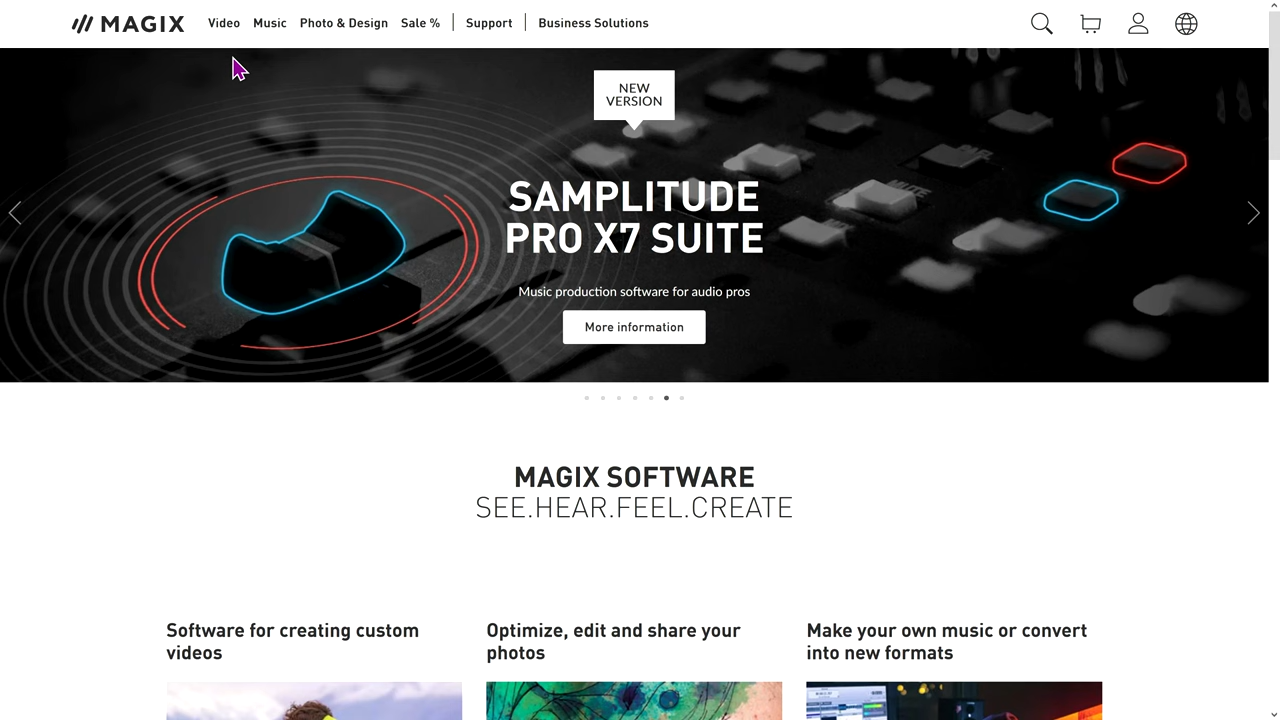 MAGIX Video Music Photo & Design Sale % Support Business Solutions
NEW
VERSION
SAMPLITUDE
PRO X7 SUITE
Music production software for audio pros
More information
MAGIX SOFTWARE
SEE.HEAR.FEEL.CREATE
Software for creating custom
videos
Optimize, edit and share your
photos
Make your own music or convert
into new formats